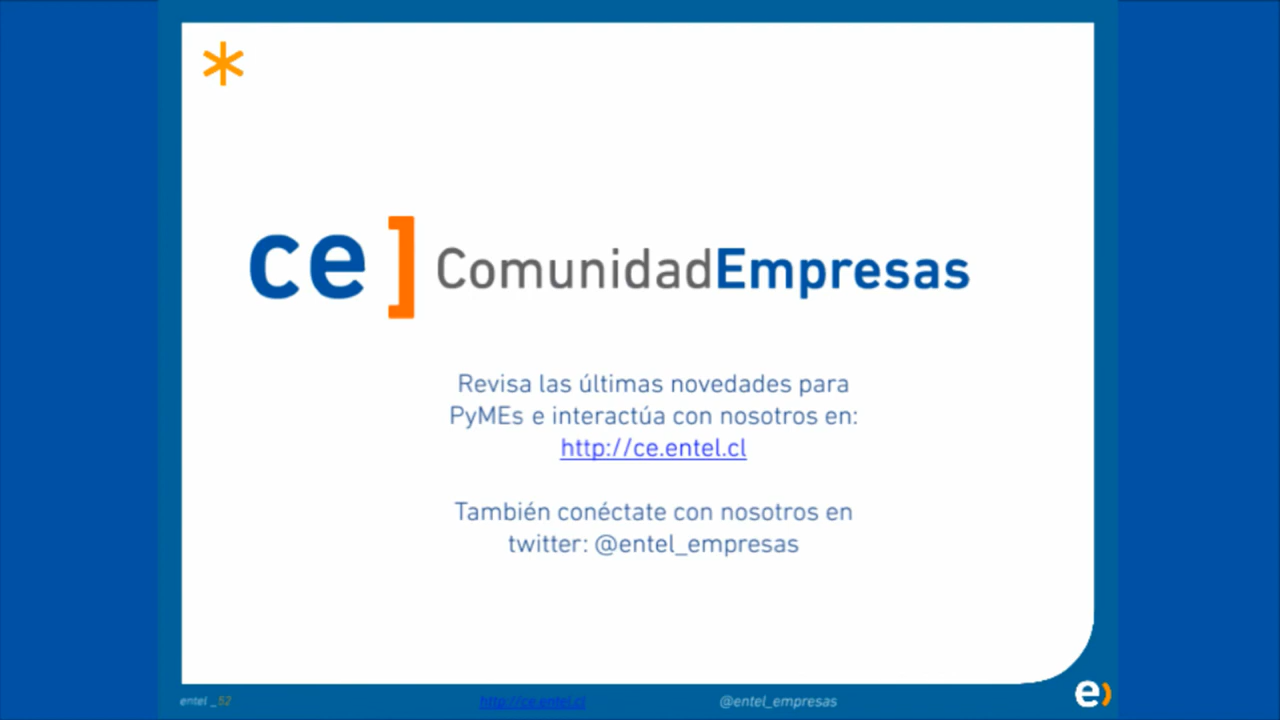 *
ce ] ComunidadEmpresas
Revisa las últimas novedades para
PyMEs e interactúa con nosotros en:
http://ce.entel.cl
También conéctate con nosotros en
twitter: @entel_empresas
entel _52 http://ce.entel.cl @entel_empresas e)